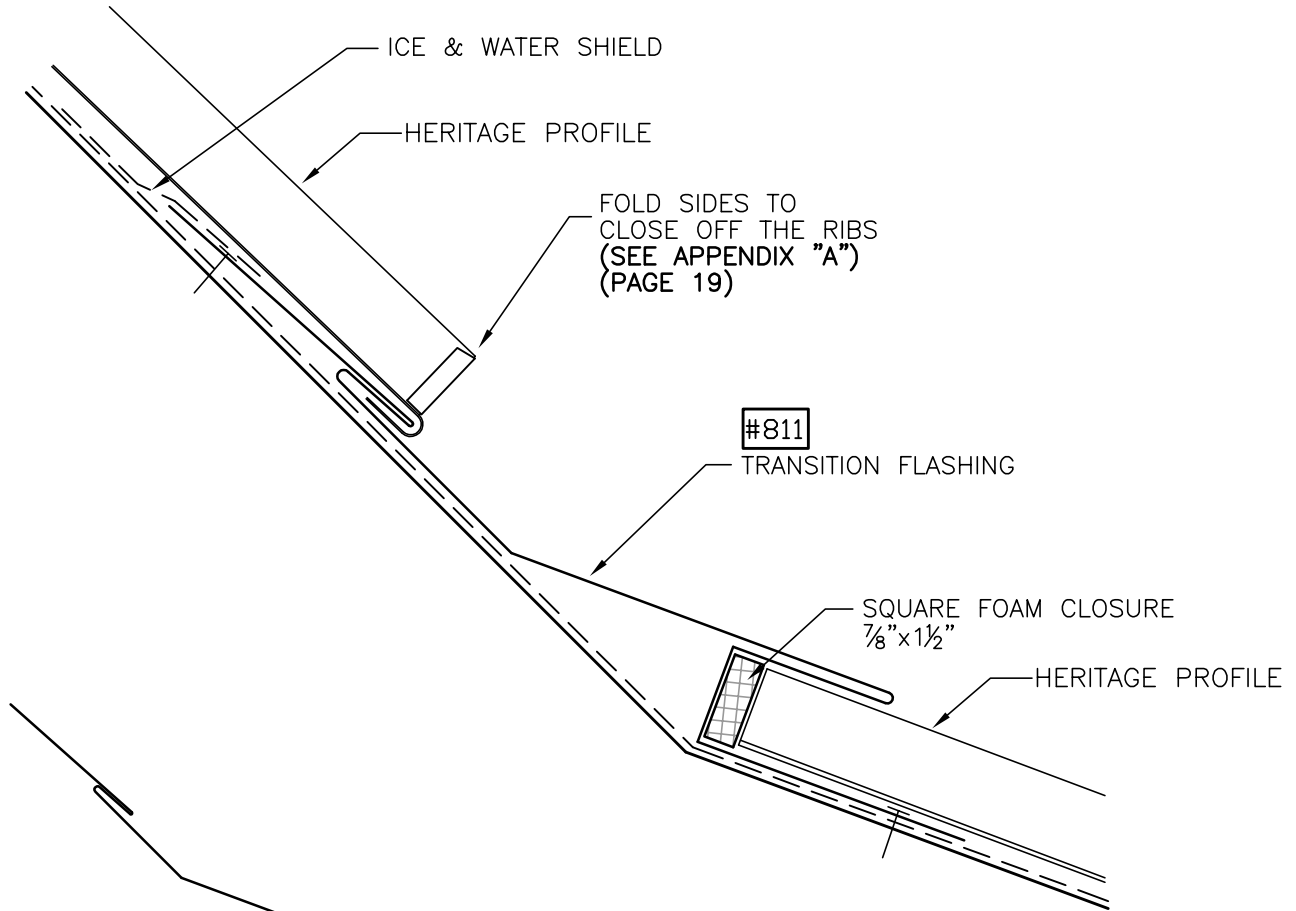 ICE & WATER SHIELD
HERITAGE PROFILE
FOLD SIDES TO
CLOSE OFF THE RIBS
(SEE APPENDIX "A")
(PAGE 19)
#811
TRANSITION FLASHING
SQUARE FOAM CLOSURE
⅞"x1½"
HERITAGE PROFILE